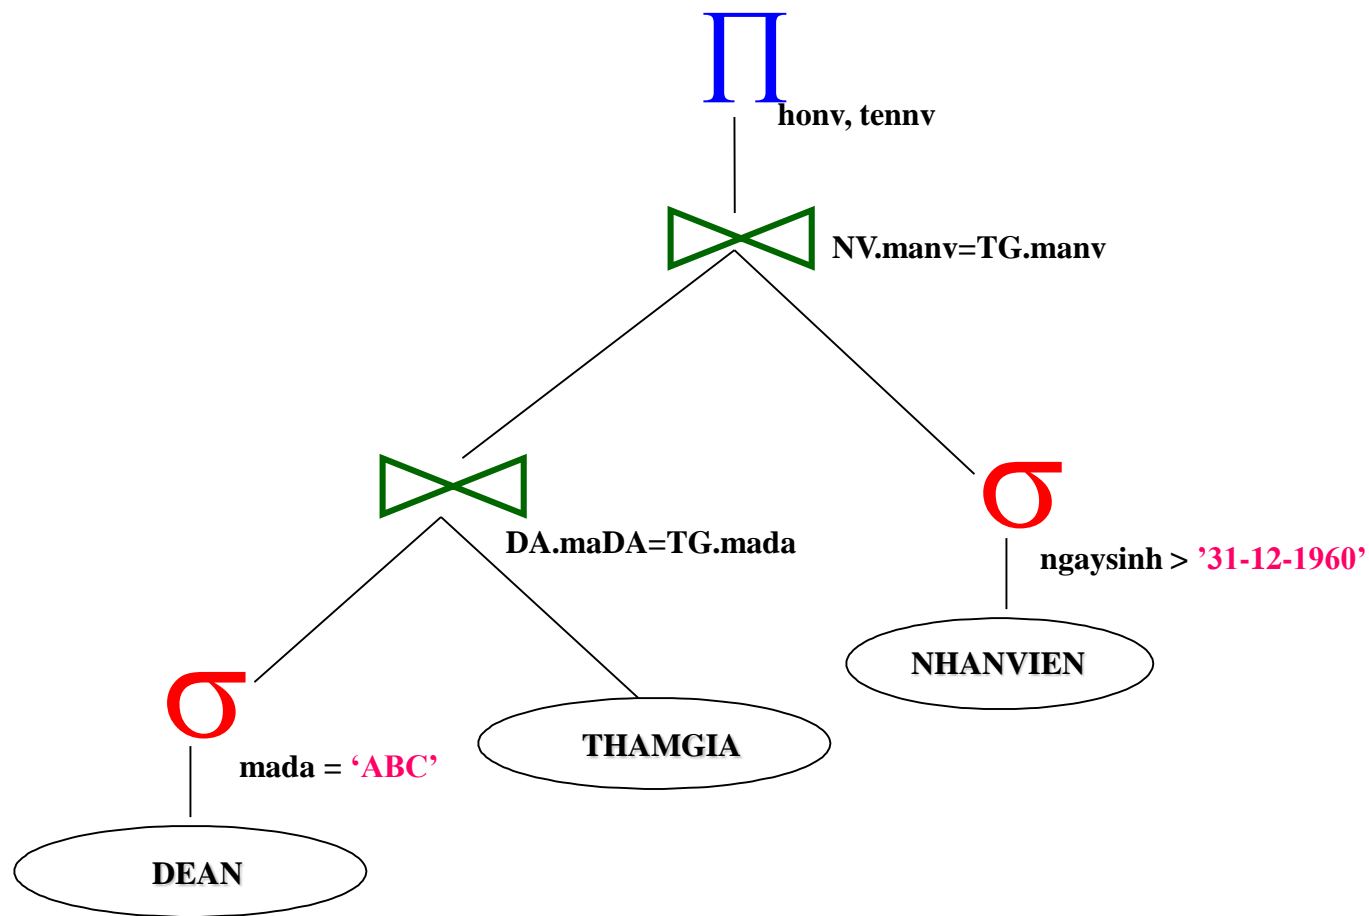 ∏
honv, tennv
NV.manv=TG.manv
σ
DA.maDA=TG.mada
ngaysinh > ’31-12-1960’
NHANVIEN
σ
THAMGIA
mada = ‘ABC’
DEAN